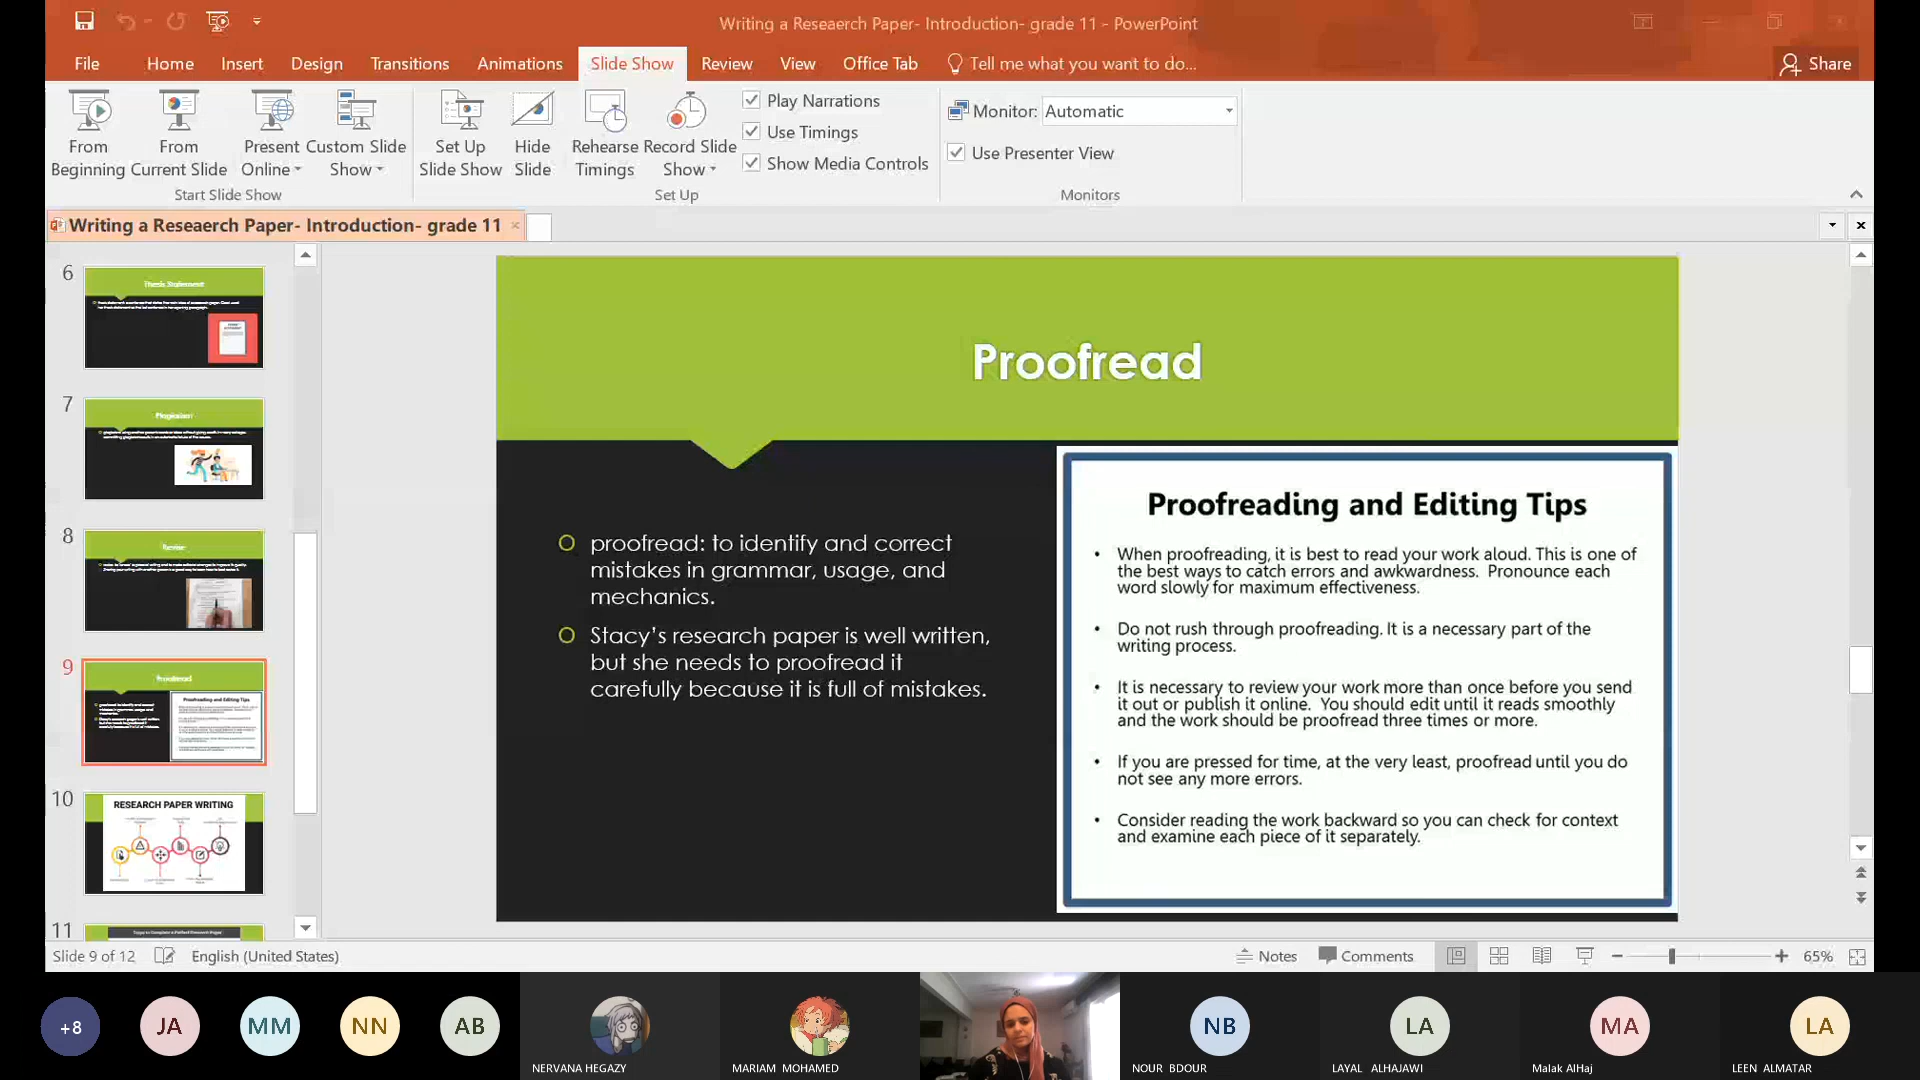 Writing a Reseaerch Paper- Introduction- grade 11 - PowerPoint
File Home Insert Design Transitions Animations Slide Show Review View Office Tab Tell me what you want to do... Share
From Beginning
From Current Slide
Present Online
Custom Slide Show
Set Up Slide Show
Hide Slide
Rehearse Timings
Record Slide Show
Play Narrations
Use Timings
Show Media Controls
Monitor: Automatic
Use Presenter View
Start Slide Show
Set Up
Monitors
Writing a Reseaerch Paper- Introduction- grade 11
6
Thesis Statement
7
Plagiarism
8
Revise
9
Proofread
Proofreading and Editing Tips
10
RESEARCH PAPER WRITING
11
Proofread
proofread: to identify and correct
mistakes in grammar, usage, and
mechanics.
Stacy’s research paper is well written,
but she needs to proofread it
carefully because it is full of mistakes.
Proofreading and Editing Tips
• When proofreading, it is best to read your work aloud. This is one of
the best ways to catch errors and awkwardness. Pronounce each
word slowly for maximum effectiveness.
• Do not rush through proofreading. It is a necessary part of the
writing process.
• It is necessary to review your work more than once before you send
it out or publish it online. You should edit until it reads smoothly
and the work should be proofread three times or more.
• If you are pressed for time, at the very least, proofread until you do
not see any more errors.
• Consider reading the work backward so you can check for context
and examine each piece of it separately.
Slide 9 of 12 English (United States) Notes Comments 65%
+8 JA MM NN AB NB LA MA LA
NERVANA HEGAZY MARIAM MOHAMED NOUR BDOUR LAYAL ALHAJAWI Malak AlHaj LEEN ALMATAR